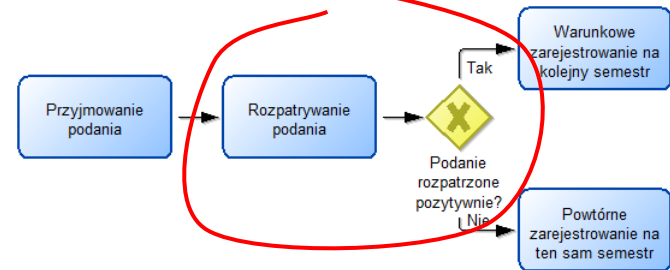 Przyjmowanie
podania
Rozpatrywanie
podania
Podanie
rozpatrzone
pozytywnie?
Tak
Nie
Warunkowe
zarejestrowanie na
kolejny semestr
Powtórne
zarejestrowanie na
ten sam semestr